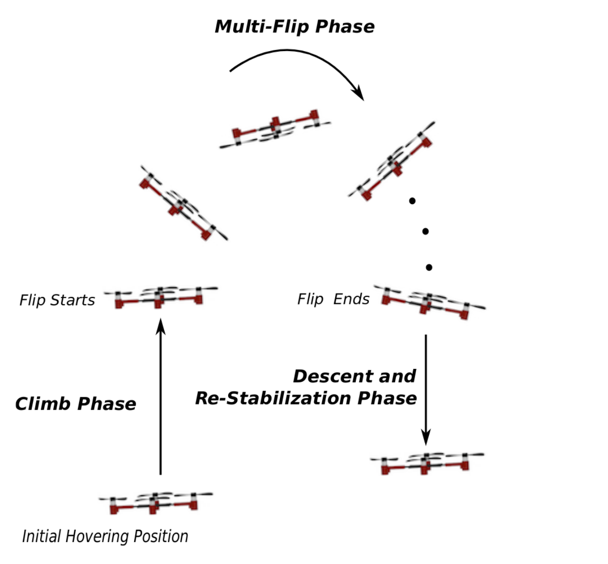 Multi-Flip Phase
Flip Starts
Flip Ends
Climb Phase
Descent and
Re-Stabilization Phase
Initial Hovering Position